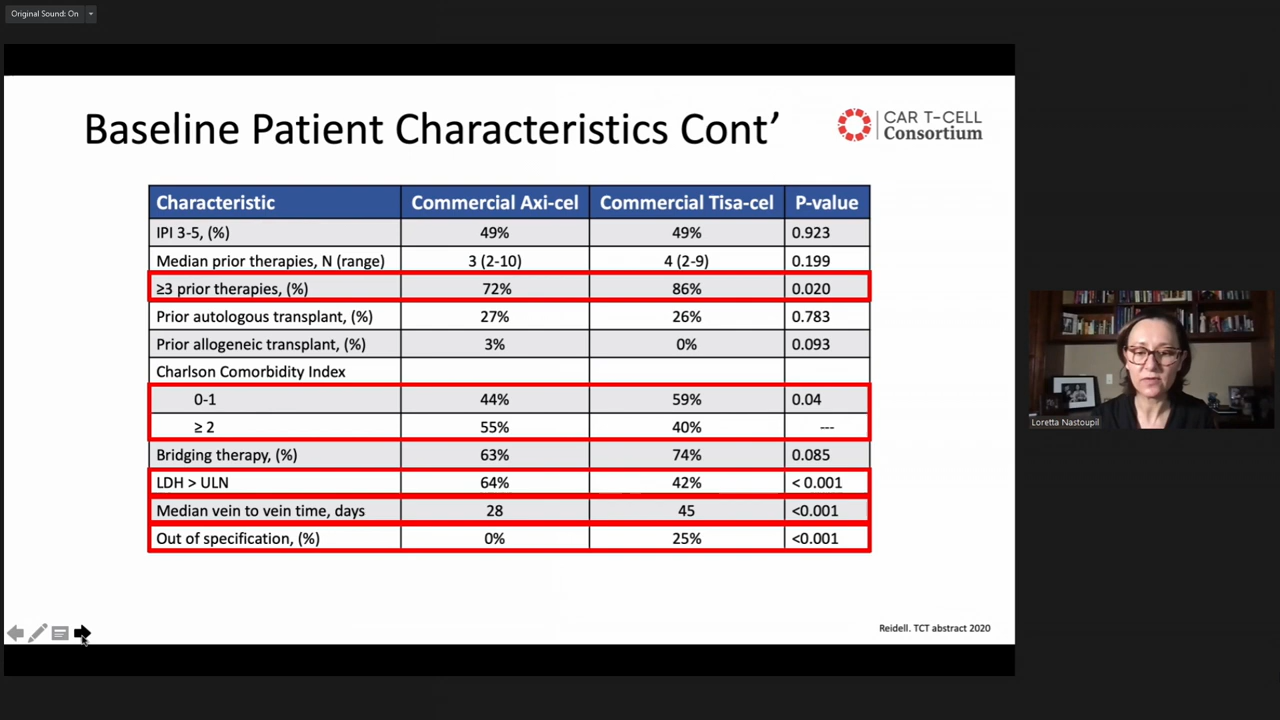 Original Sound: On
Baseline Patient Characteristics Cont’
CAR T-CELL
Consortium
Characteristic Commercial Axi-cel Commercial Tisa-cel P-value
IPI 3-5, (%) 49% 49% 0.923
Median prior therapies, N (range) 3 (2-10) 4 (2-9) 0.199
≥3 prior therapies, (%) 72% 86% 0.020
Prior autologous transplant, (%) 27% 26% 0.783
Prior allogeneic transplant, (%) 3% 0% 0.093
Charlson Comorbidity Index
0-1 44% 59% 0.04
≥ 2 55% 40% ---
Bridging therapy, (%) 63% 74% 0.085
LDH > ULN 64% 42% < 0.001
Median vein to vein time, days 28 45 <0.001
Out of specification, (%) 0% 25% <0.001
Reidell. TCT abstract 2020
Loretta Nastoupil